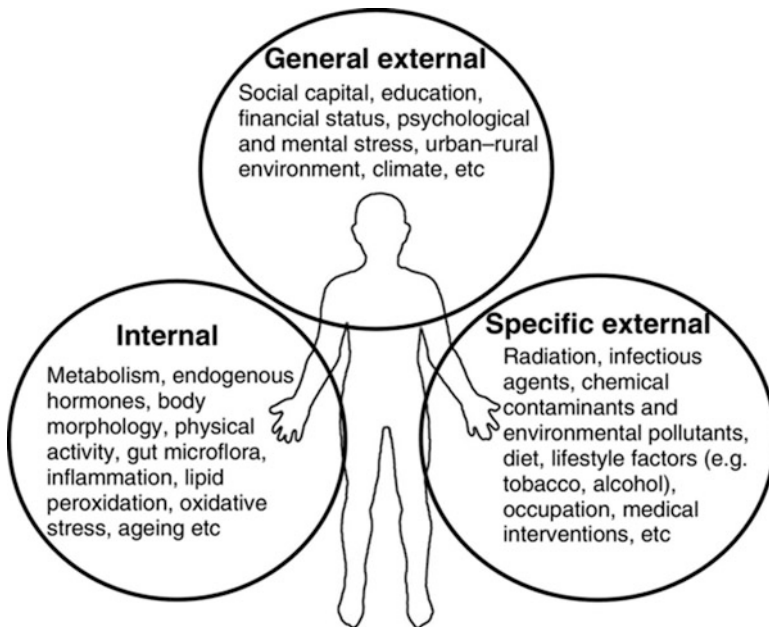 General external
Social capital, education,
financial status, psychological
and mental stress, urban–rural
environment, climate, etc
Internal
Metabolism, endogenous
hormones, body
morphology, physical
activity, gut microflora,
inflammation, lipid
peroxidation, oxidative
stress, ageing etc
Specific external
Radiation, infectious
agents, chemical
contaminants and
environmental pollutants,
diet, lifestyle factors (e.g.
tobacco, alcohol),
occupation, medical
interventions, etc